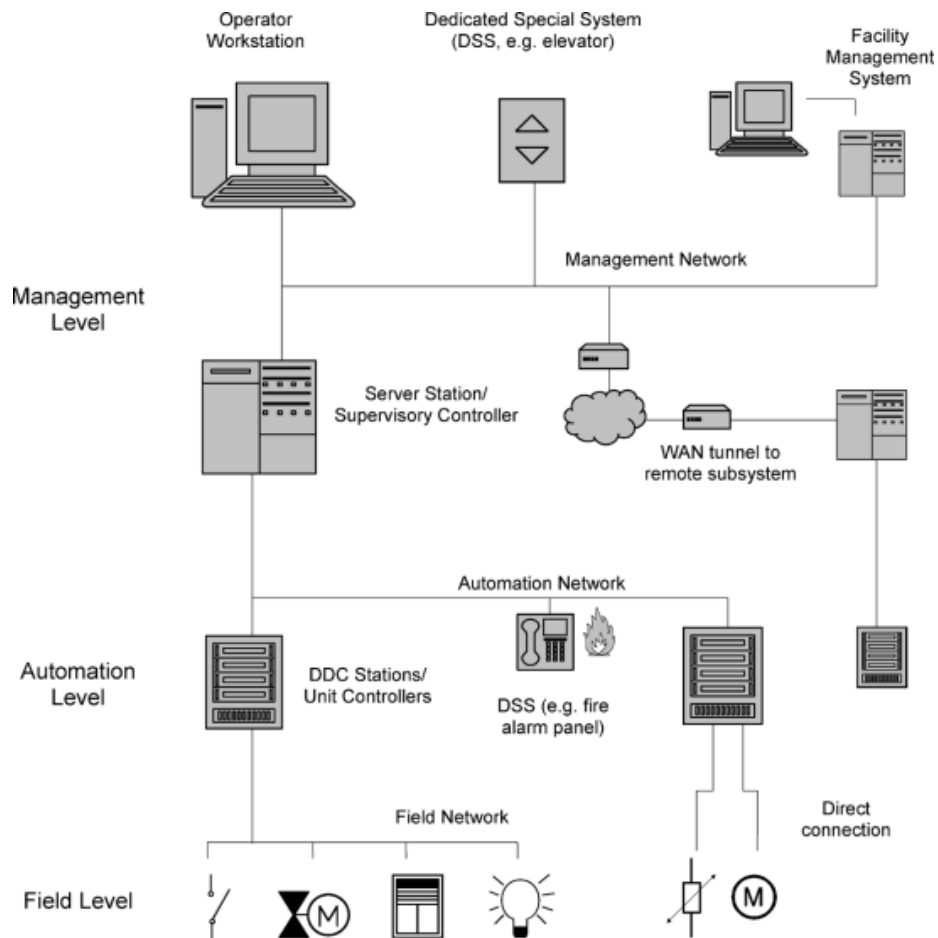 Operator
Workstation
Dedicated Special System
(DSS, e.g. elevator)
Facility
Management
System
Management Network
Management
Level
Server Station/
Supervisory Controller
WAN tunnel to
remote subsystem
Automation Network
Automation
Level
DDC Stations/
Unit Controllers
DSS (e.g. fire
alarm panel)
Direct
connection
Field Network
Field Level
M
M